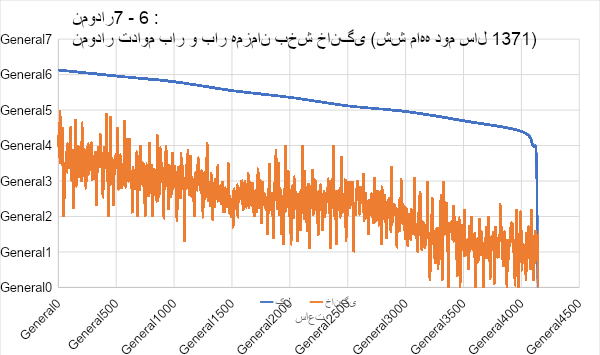 نمودار7 - 6 :
نمودار تداوم بار و بار همزمان بخش خانگی (شش ماهه دوم سال 1371)
General7
General6
General5
General4
General3
General2
General1
General0
General0
General500
General1000
General1500
General2000
General2500
General3000
General3500
General4000
General4500
خانگی
ساعت